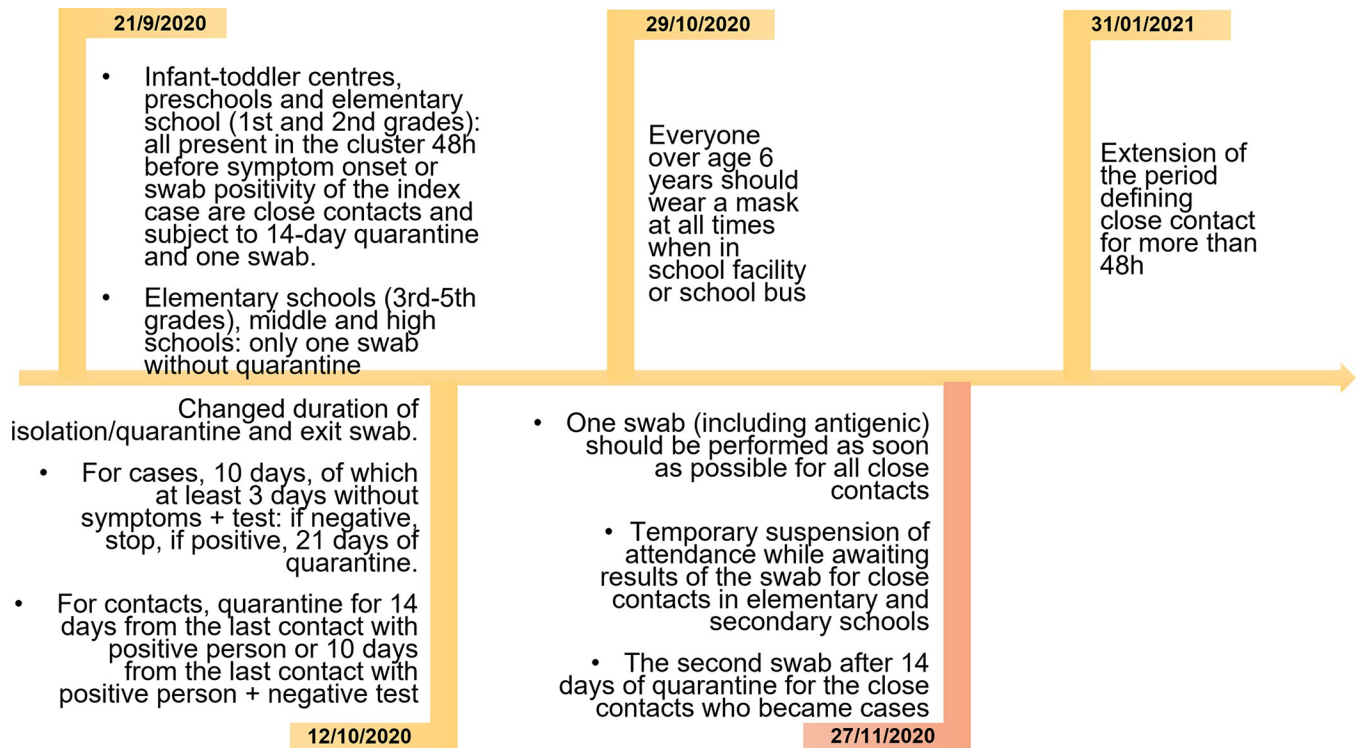 21/9/2020
• Infant-toddler centres,
preschools and elementary
school (1st and 2nd grades):
all present in the cluster 48h
before symptom onset or
swab positivity of the index
case are close contacts and
subject to 14-day quarantine
and one swab.
• Elementary schools (3rd-5th
grades), middle and high
schools: only one swab
without quarantine
29/10/2020
Everyone
over age 6
years should
wear a mask
at all times
when in
school facility
or school bus
31/01/2021
Extension of
the period
defining
close contact
for more than
48h
Changed duration of
isolation/quarantine and exit swab.
• For cases, 10 days, of which
at least 3 days without
symptoms + test: if negative,
stop, if positive, 21 days of
quarantine.
• For contacts, quarantine for 14
days from the last contact with
positive person or 10 days
from the last contact with
positive person + negative test
12/10/2020
• One swab (including antigenic)
should be performed as soon
as possible for all close
contacts
• Temporary suspension of
attendance while awaiting
results of the swab for close
contacts in elementary and
secondary schools
• The second swab after 14
days of quarantine for the close
contacts who became cases
27/11/2020